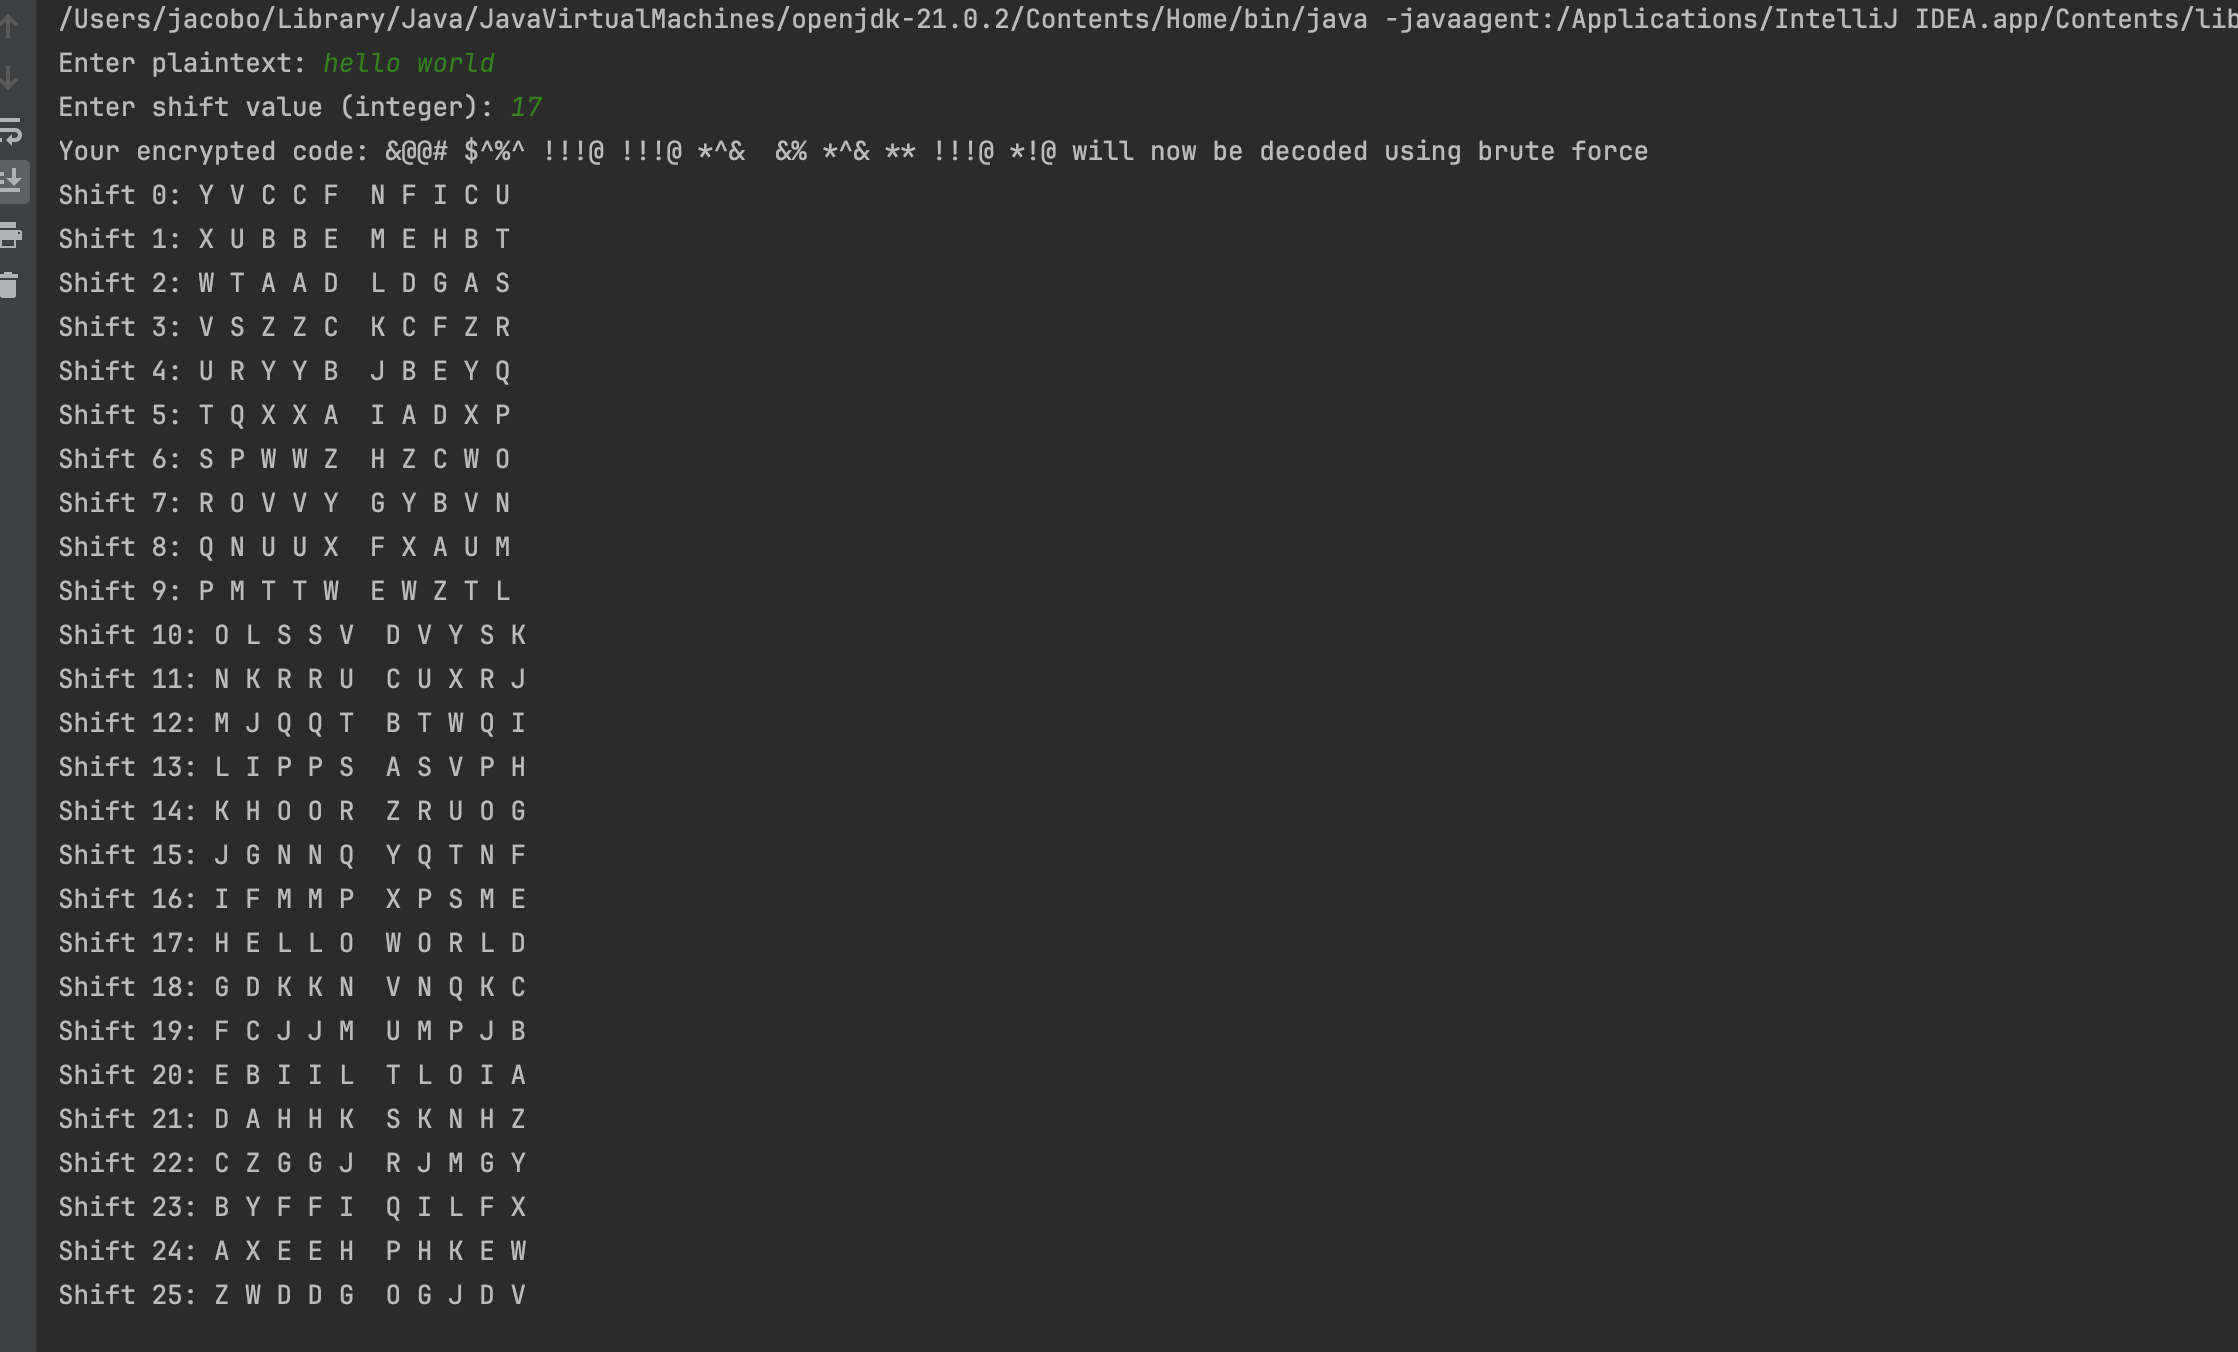 /Users/jacobo/Library/Java/JavaVirtualMachines/openjdk-21.0.2/Contents/Home/bin/java -javaagent:/Applications/IntelliJ IDEA.app/Contents/lib
Enter plaintext: hello world
Enter shift value (integer): 17
Your encrypted code: &@@# $^%^ !!!@ !!!@ *^&  &% *^& ** !!!@ *!@ will now be decoded using brute force
Shift 0: Y V C C F  N F I C U
Shift 1: X U B B E  M E H B T
Shift 2: W T A A D  L D G A S
Shift 3: V S Z Z C  K C F Z R
Shift 4: U R Y Y B  J B E Y Q
Shift 5: T Q X X A  I A D X P
Shift 6: S P W W Z  H Z C W O
Shift 7: R O V V Y  G Y B V N
Shift 8: Q N U U X  F X A U M
Shift 9: P M T T W  E W Z T L
Shift 10: O L S S V  D V Y S K
Shift 11: N K R R U  C U X R J
Shift 12: M J Q Q T  B T W Q I
Shift 13: L I P P S  A S V P H
Shift 14: K H O O R  Z R U O G
Shift 15: J G N N Q  Y Q T N F
Shift 16: I F M M P  X P S M E
Shift 17: H E L L O  W O R L D
Shift 18: G D K K N  V N Q K C
Shift 19: F C J J M  U M P J B
Shift 20: E B I I L  T L O I A
Shift 21: D A H H K  S K N H Z
Shift 22: C Z G G J  R J M G Y
Shift 23: B Y F F I  Q I L F X
Shift 24: A X E E H  P H K E W
Shift 25: Z W D D G  O G J D V